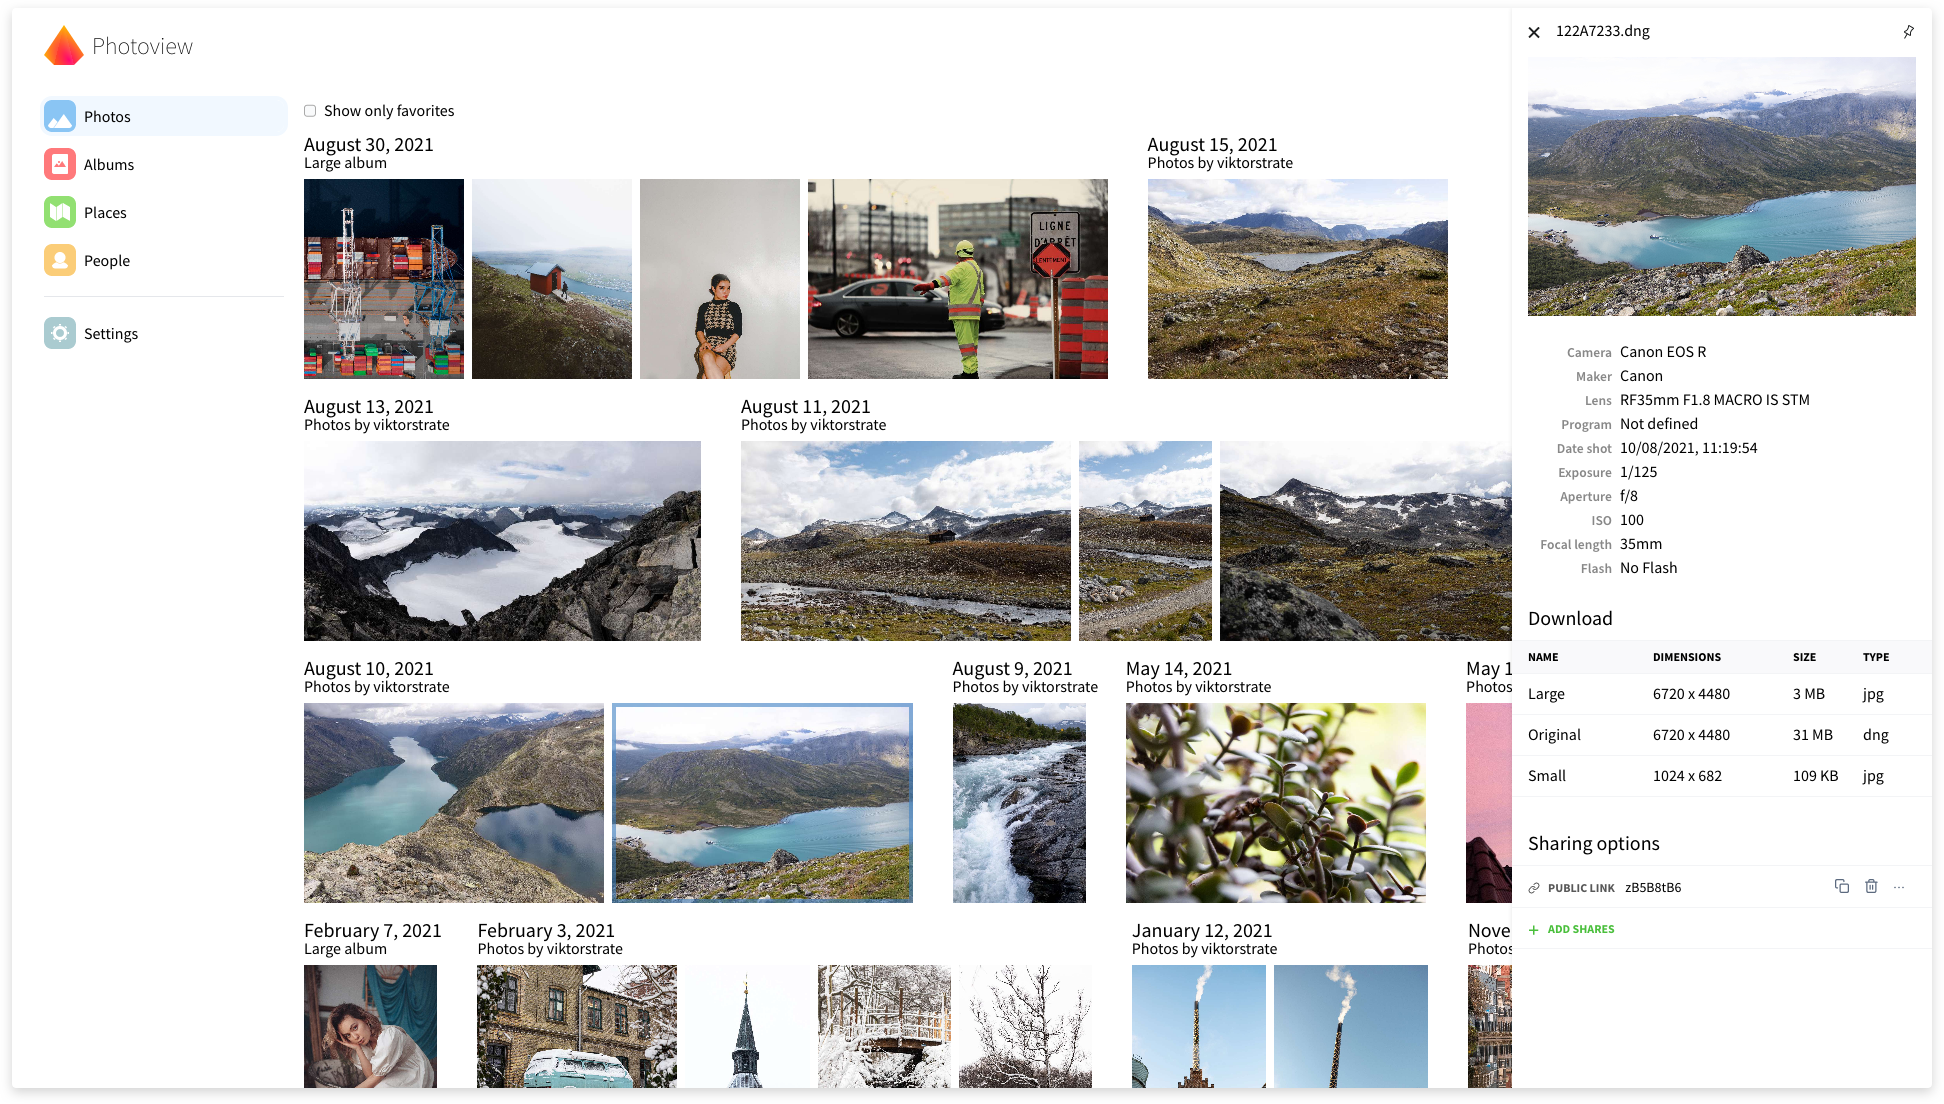 Photoview
Photos
Albums
Places
People
Settings
Show only favorites
August 30, 2021
Large album
LIGNE
D'ARRÊT
August 15, 2021
Photos by viktorstrate
August 13, 2021
Photos by viktorstrate
August 11, 2021
Photos by viktorstrate
August 10, 2021
Photos by viktorstrate
August 9, 2021
Photos by viktorstrate
May 14, 2021
Photos by viktorstrate
May 1
Photos
February 7, 2021
Large album
February 3, 2021
Photos by viktorstrate
January 12, 2021
Photos by viktorstrate
Nove
Photos
122A7233.dng
Camera Canon EOS R
Maker Canon
Lens RF35mm F1.8 MACRO IS STM
Program Not defined
Date shot 10/08/2021, 11:19:54
Exposure 1/125
Aperture f/8
ISO 100
Focal length 35mm
Flash No Flash
Download
NAME DIMENSIONS SIZE TYPE
Large 6720 x 4480 3 MB jpg
Original 6720 x 4480 31 MB dng
Small 1024 x 682 109 KB jpg
Sharing options
PUBLIC LINK zB5B8tB6
ADD SHARES